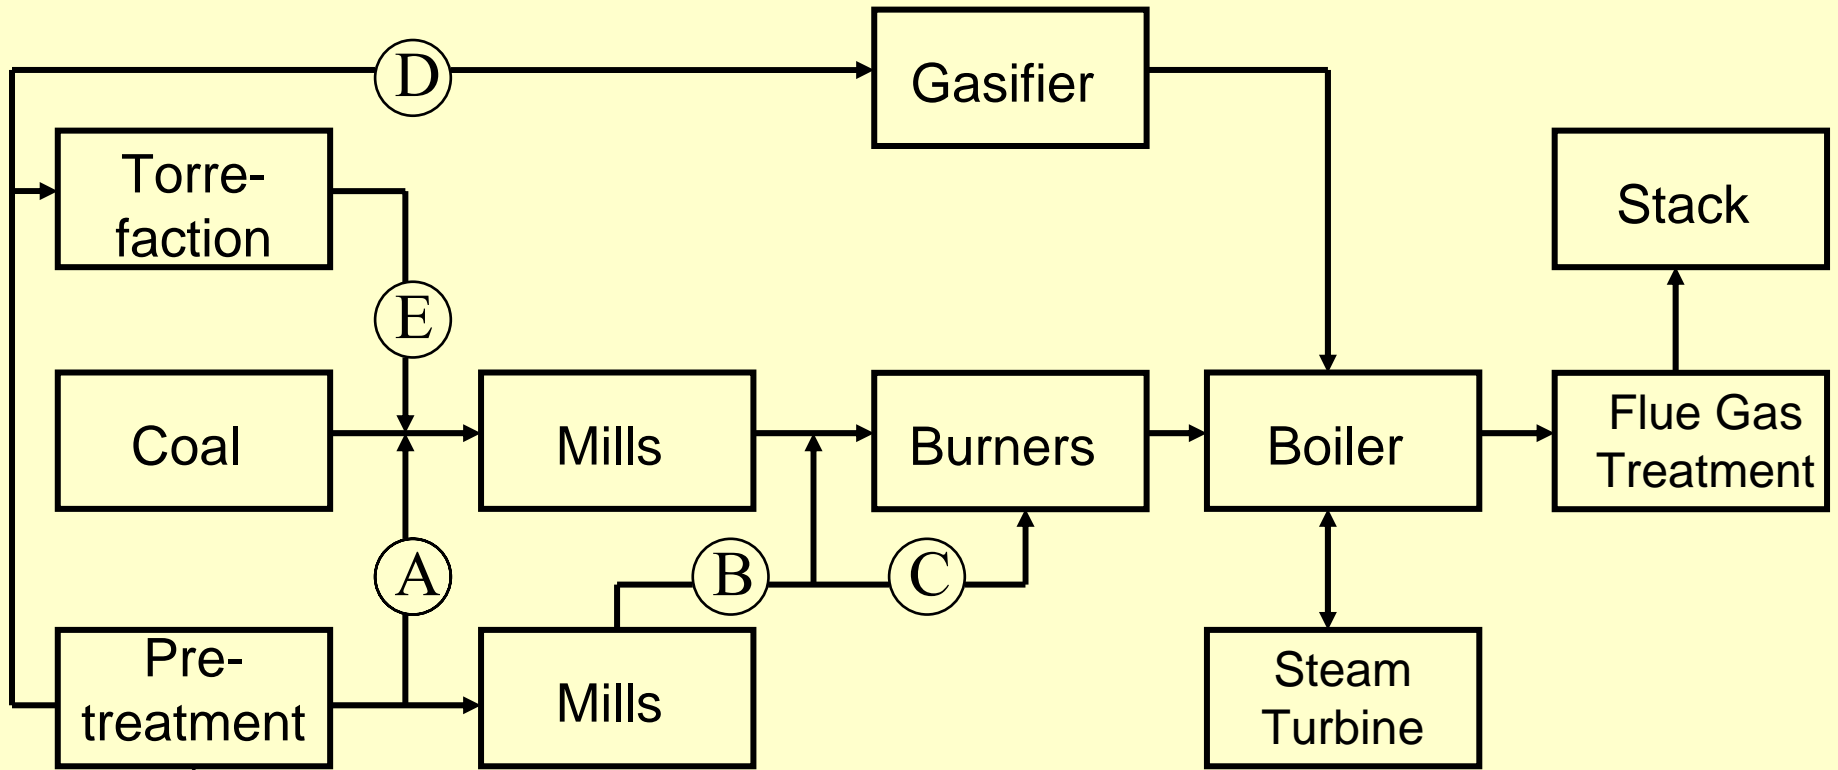 D
Gasifier
Torre-
faction
Stack
E
Coal
Mills
Burners
Boiler
Flue Gas
Treatment
A
B
C
Pre-
treatment
Mills
Steam
Turbine